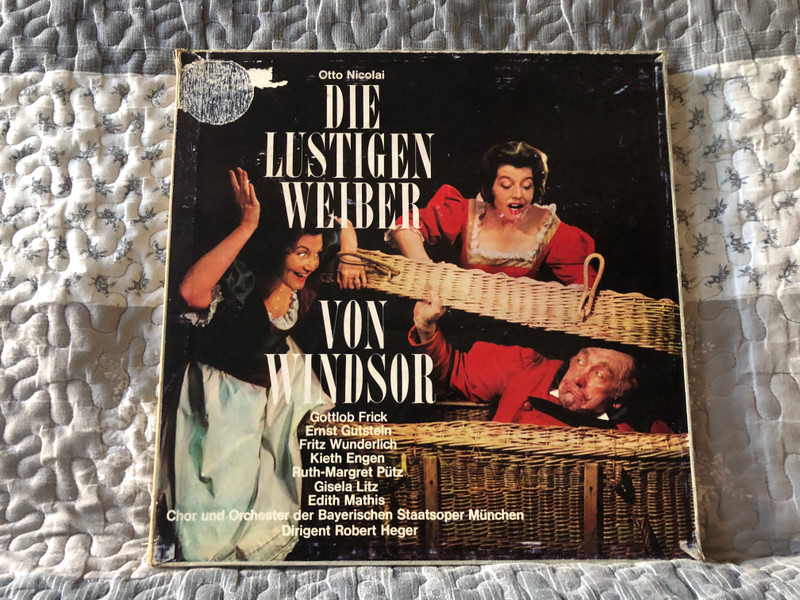 Otto Nicolai
DIE
LUSTIGEN
WEIBER
VON
WINDSOR
Gottlob Frick
Ernst Gutstein
Fritz Wunderlich
Kieth Engen
Ruth-Margret Pütz
Gisela Litz
Edith Mathis
Chor und Orchester der Bayerischen Staatsoper München
Dirigent Robert Heger